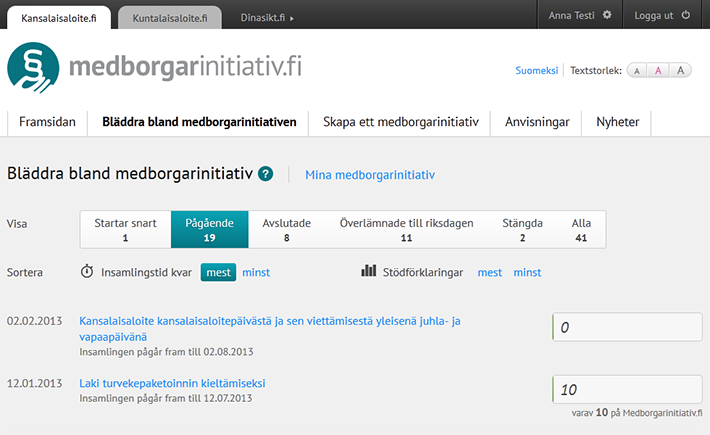 Kansalaisaloite.fi Kuntalaisaloite.fi Dinasikt.fi Anna Testi Logga ut
§ medborgarinitiativ.fi
Suomeksi Textstorlek: A A A
Framsidan Bläddra bland medborgarinitiativen Skapa ett medborgarinitiativ Anvisningar Nyheter
Bläddra bland medborgarinitiativ ? Mina medborgarinitiativ
Visa Startar snart Pågående Avslutade Överlämnade till riksdagen Stängda Alla
1 19 8 11 2 41
Sortera Insamlingstid kvar mest minst Stödförklaringar mest minst
02.02.2013 Kansalaisaloite kansalaisaloitepäivästä ja sen viettämisestä yleisenä juhla- ja 0
vapaapäivänä
Insamlingen pågår fram till 02.08.2013
12.01.2013 Laki turvekepaketoinnin kieltämiseksi 10
Insamlingen pågår fram till 12.07.2013
varav 10 på Medborgarinitiativ.fi